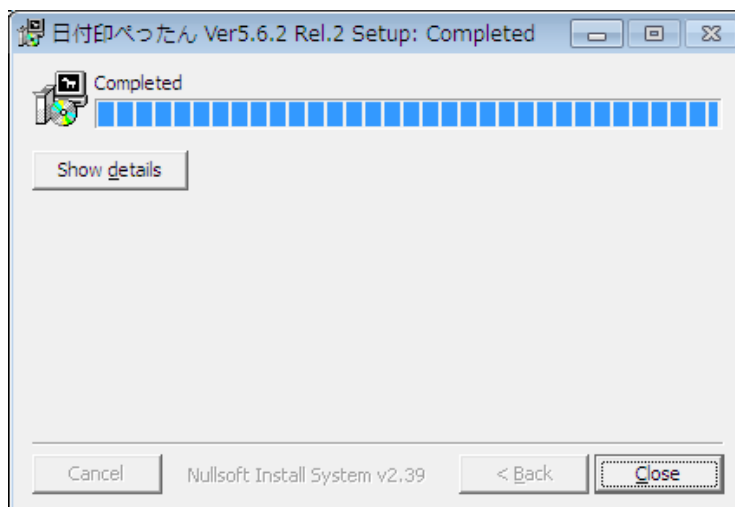 日付印ぺったん Ver5.6.2 Rel.2 Setup: Completed
Completed
Show details
Cancel
Nullsoft Install System v2.39
< Back
Close